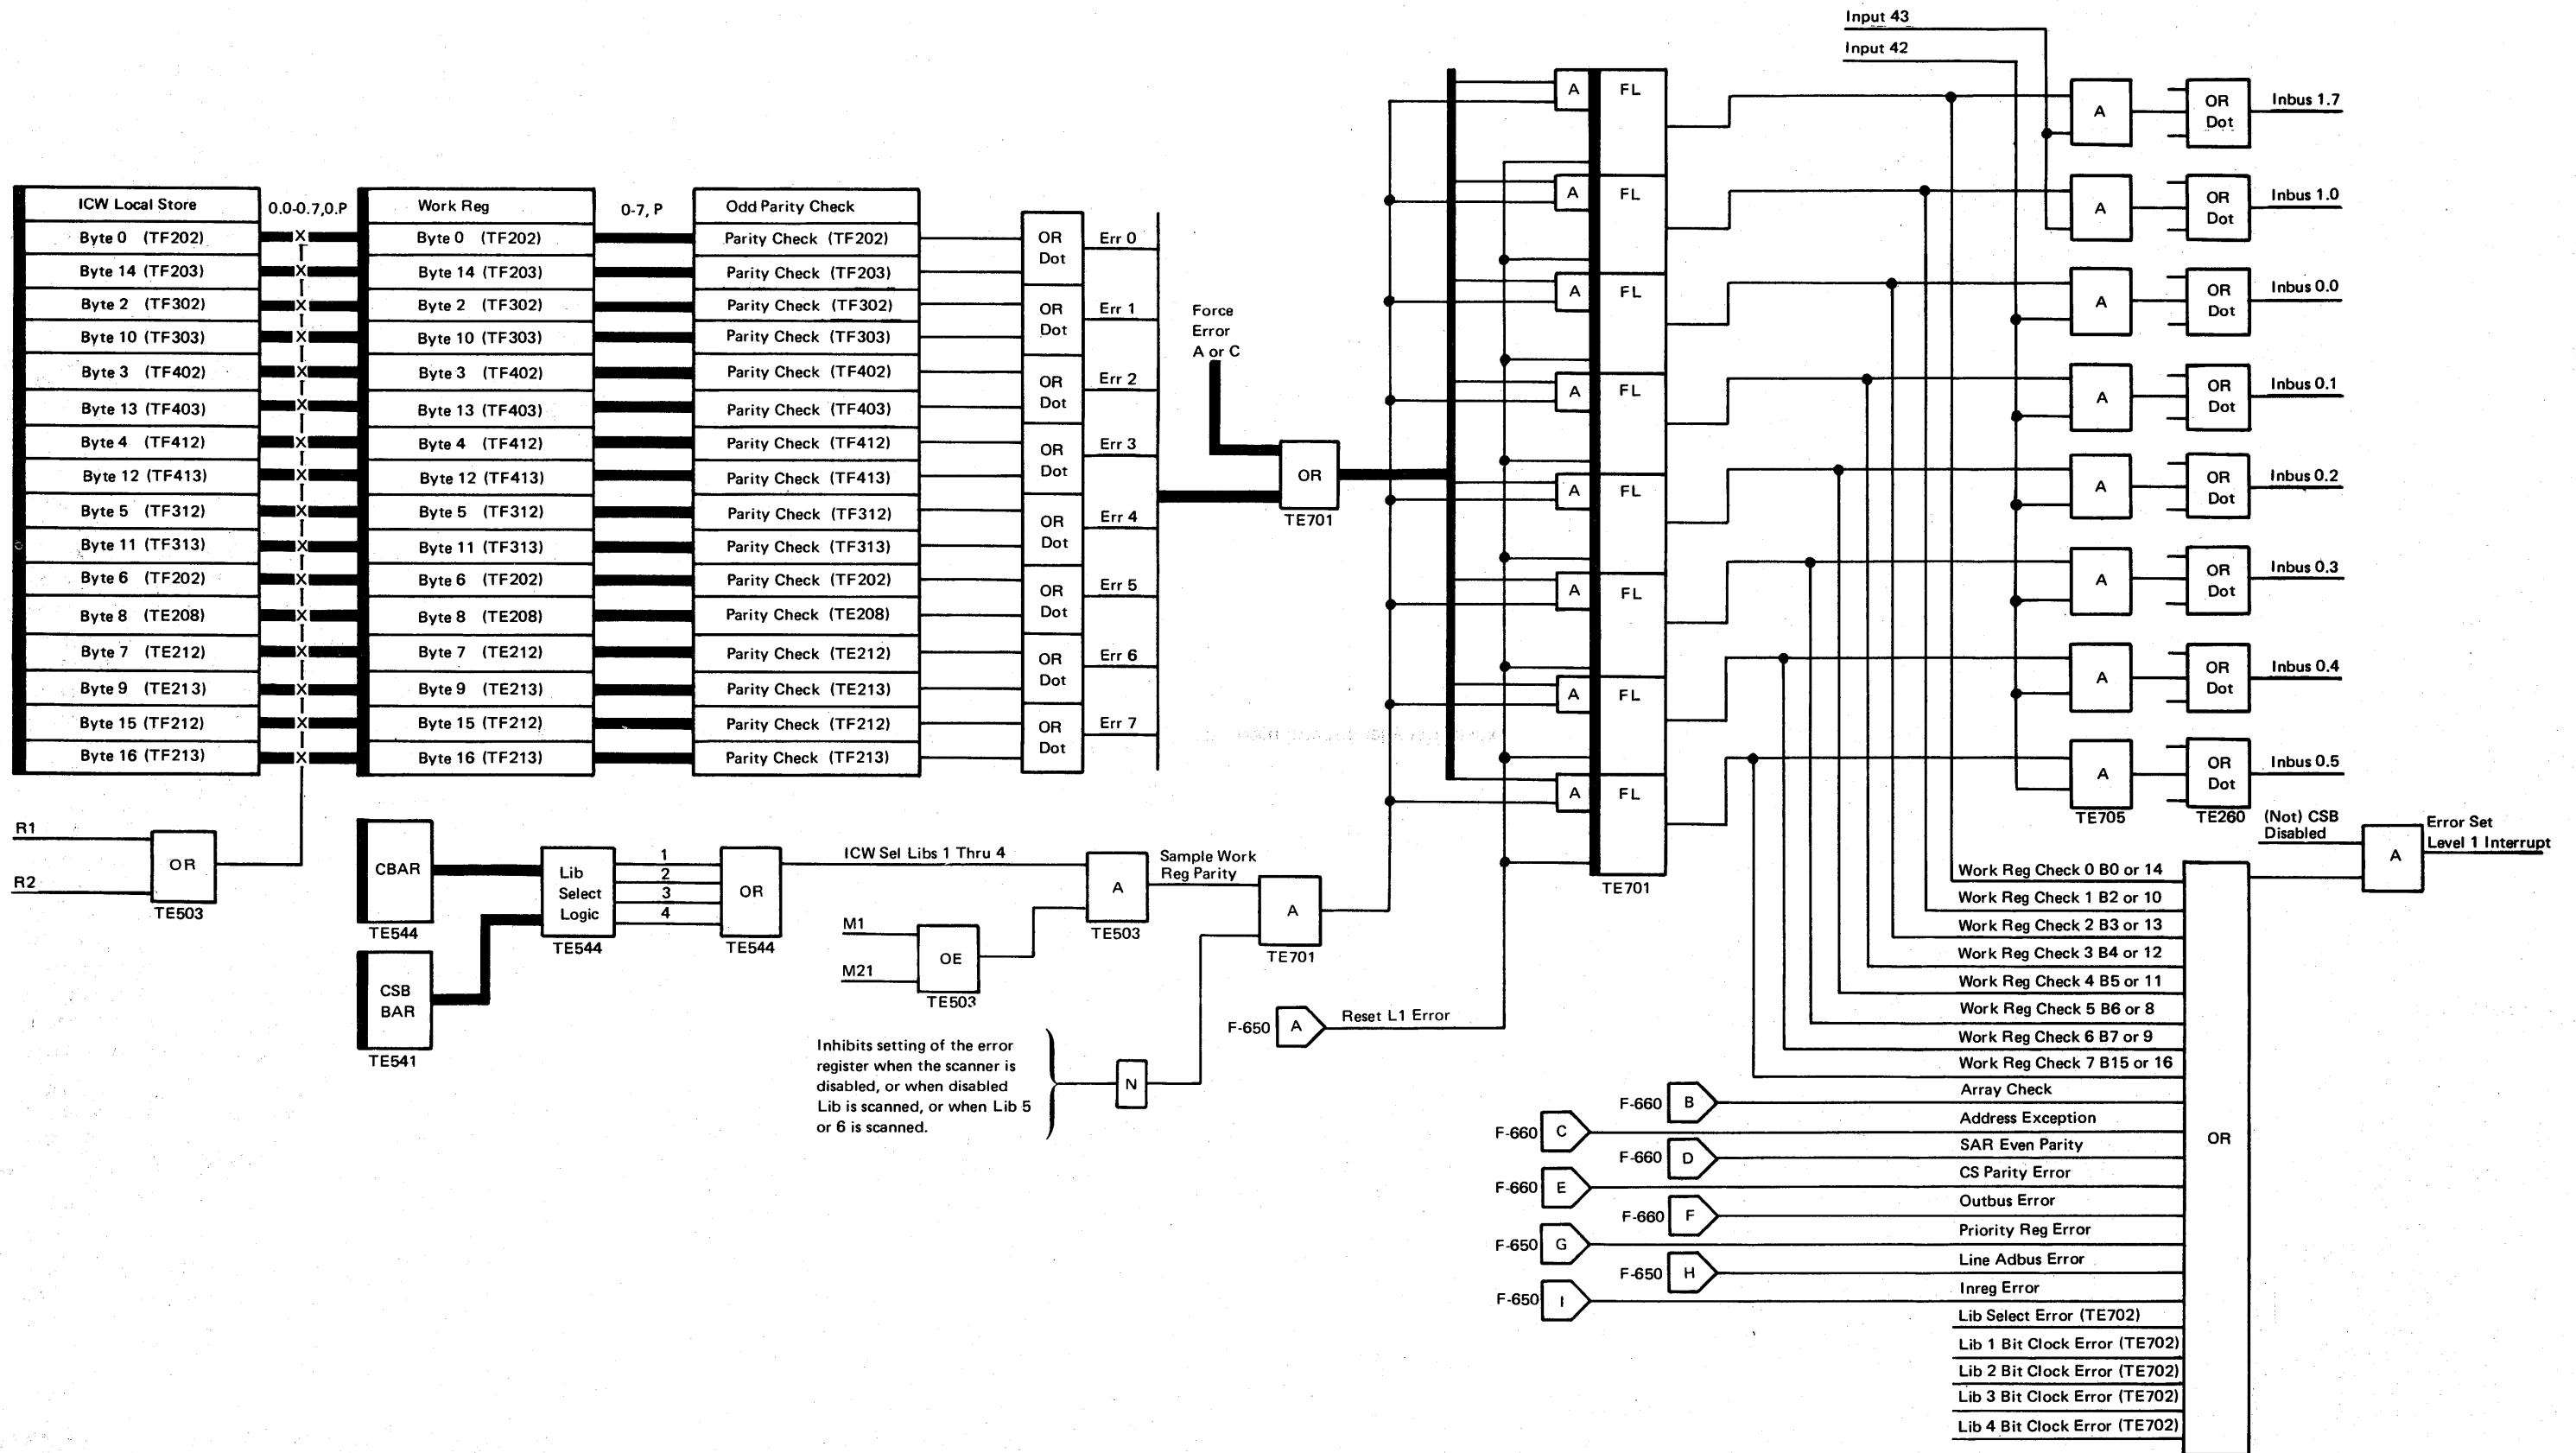 Input 43
Input 42
A
FL
A
OR
Dot
Inbus 1.7
A
FL
A
OR
Dot
Inbus 1.0
A
FL
A
OR
Dot
Inbus 0.0
A
FL
A
OR
Dot
Inbus 0.1
A
FL
A
OR
Dot
Inbus 0.2
A
FL
A
OR
Dot
Inbus 0.3
A
FL
A
OR
Dot
Inbus 0.4
A
FL
A
OR
Dot
Inbus 0.5
TE701
TE705
TE260
ICW Local Store
0.0-0.7,0.P
Work Reg
0-7, P
Odd Parity Check
Byte 0 (TF202)
X
Byte 0 (TF202)
Parity Check (TF202)
Byte 14 (TF203)
X
Byte 14 (TF203)
Parity Check (TF203)
Byte 2 (TF302)
X
Byte 2 (TF302)
Parity Check (TF302)
Byte 10 (TF303)
X
Byte 10 (TF303)
Parity Check (TF303)
Byte 3 (TF402)
X
Byte 3 (TF402)
Parity Check (TF402)
Byte 13 (TF403)
X
Byte 13 (TF403)
Parity Check (TF403)
Byte 4 (TF412)
X
Byte 4 (TF412)
Parity Check (TF412)
Byte 12 (TF413)
X
Byte 12 (TF413)
Parity Check (TF413)
Byte 5 (TF312)
X
Byte 5 (TF312)
Parity Check (TF312)
Byte 11 (TF313)
X
Byte 11 (TF313)
Parity Check (TF313)
Byte 6 (TF202)
X
Byte 6 (TF202)
Parity Check (TF202)
Byte 8 (TE208)
X
Byte 8 (TE208)
Parity Check (TE208)
Byte 7 (TE212)
X
Byte 7 (TE212)
Parity Check (TE212)
Byte 9 (TE213)
X
Byte 9 (TE213)
Parity Check (TE213)
Byte 15 (TF212)
X
Byte 15 (TF212)
Parity Check (TF212)
Byte 16 (TF213)
X
Byte 16 (TF213)
Parity Check (TF213)
OR
Dot
Err 0
OR
Dot
Err 1
OR
Dot
Err 2
OR
Dot
Err 3
OR
Dot
Err 4
OR
Dot
Err 5
OR
Dot
Err 6
OR
Dot
Err 7
Force
Error
A or C
OR
TE701
R1
R2
OR
TE503
CBAR
TE544
CSB
BAR
TE541
Lib
Select
Logic
TE544
1
2
3
4
OR
TE544
ICW Sel Libs 1 Thru 4
M1
M21
OE
TE503
A
TE503
Sample Work
Reg Parity
A
TE701
Inhibits setting of the error
register when the scanner is
disabled, or when disabled
Lib is scanned, or when Lib 5
or 6 is scanned.
N
F-650
A
Reset L1 Error
(Not) CSB
Disabled
A
Error Set
Level 1 Interrupt
Work Reg Check 0 B0 or 14
Work Reg Check 1 B2 or 10
Work Reg Check 2 B3 or 13
Work Reg Check 3 B4 or 12
Work Reg Check 4 B5 or 11
Work Reg Check 5 B6 or 8
Work Reg Check 6 B7 or 9
Work Reg Check 7 B15 or 16
F-660
B
Array Check
F-660
C
Address Exception
F-660
D
SAR Even Parity
F-660
E
CS Parity Error
F-660
F
Outbus Error
F-650
G
Priority Reg Error
F-650
H
Line Adbus Error
F-650
I
Inreg Error
Lib Select Error (TE702)
Lib 1 Bit Clock Error (TE702)
Lib 2 Bit Clock Error (TE702)
Lib 3 Bit Clock Error (TE702)
Lib 4 Bit Clock Error (TE702)
OR